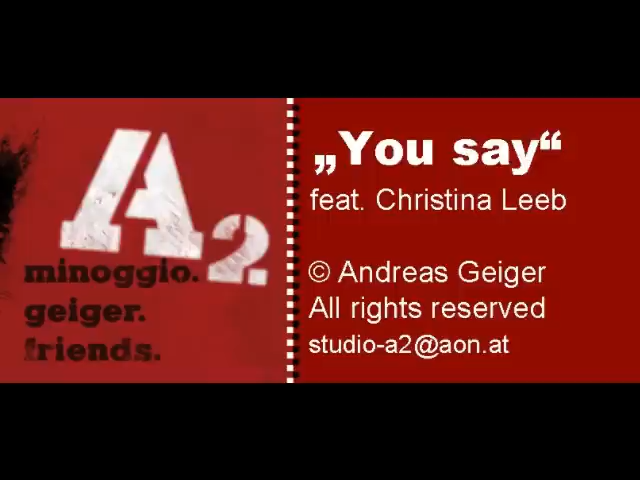 A2
minoggio.
geiger.
friends.
„You say“
feat. Christina Leeb
© Andreas Geiger
All rights reserved
studio-a2@aon.at